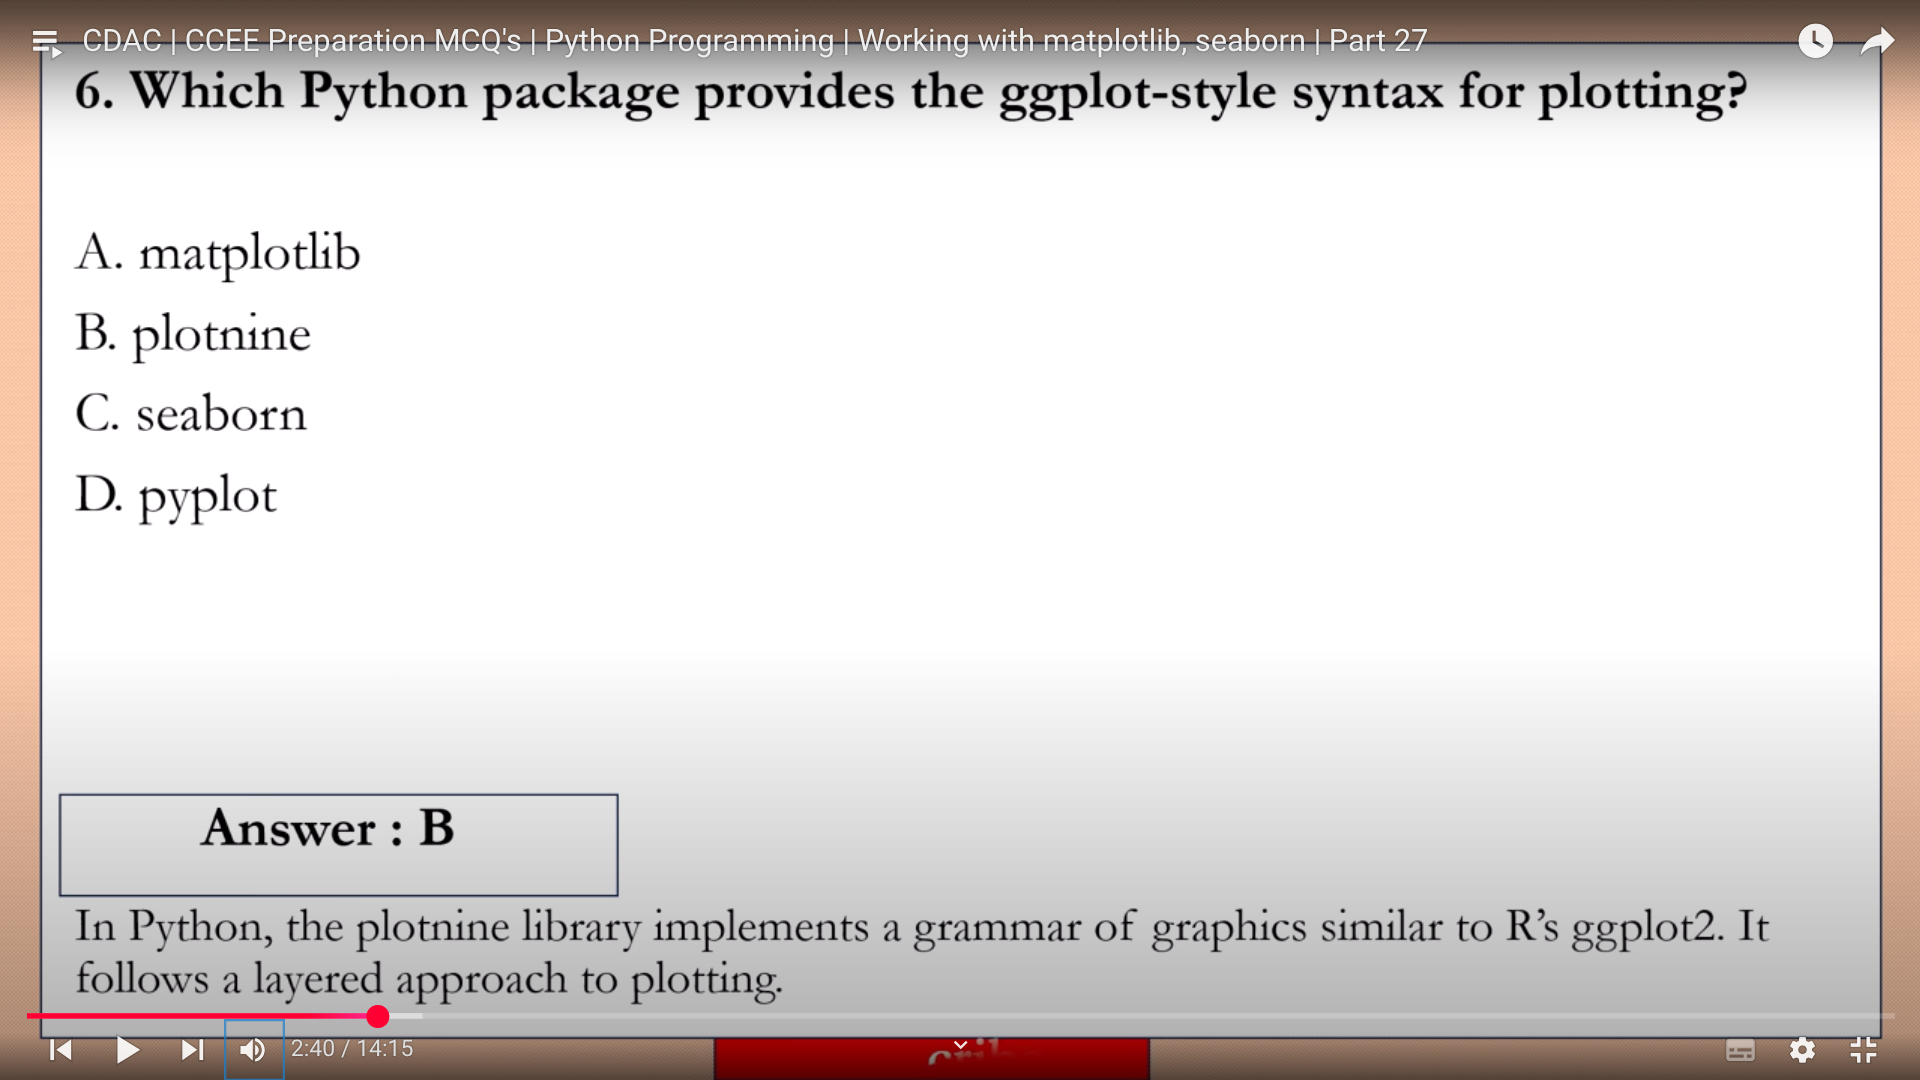 CDAC | CCEE Preparation MCQ's | Python Programming | Working with matplotlib, seaborn | Part 27
6. Which Python package provides the ggplot-style syntax for plotting?
A. matplotlib
B. plotnine
C. seaborn
D. pyplot
Answer : B
In Python, the plotnine library implements a grammar of graphics similar to R’s ggplot2. It
follows a layered approach to plotting.
2:40 / 14:15